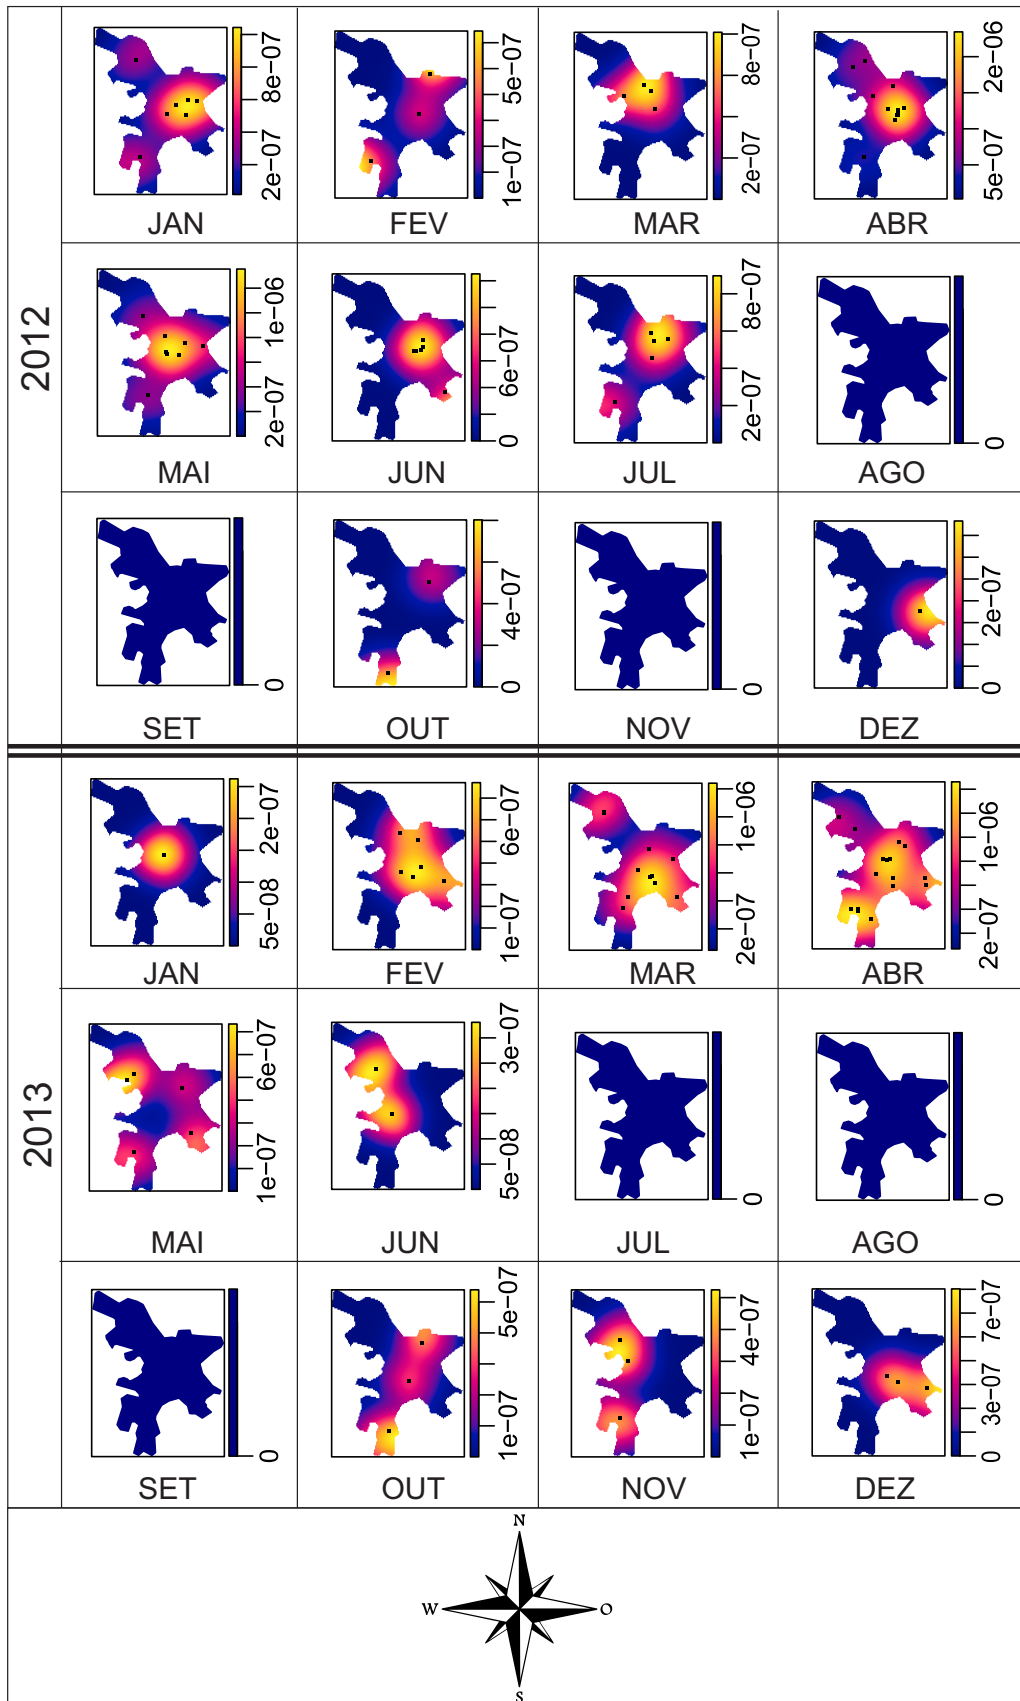 2012
2e−07 8e−07
JAN
1e−07 5e−07
FEV
2e−07 8e−07
MAR
5e−07 2e−06
ABR
2e−07 1e−06
MAI
0 6e−07
JUN
2e−07 8e−07
JUL
0
AGO
0
SET
0 4e−07
OUT
0
NOV
0 2e−07
DEZ
2013
5e−08 2e−07
JAN
1e−07 6e−07
FEV
2e−07 1e−06
MAR
2e−07 1e−06
ABR
1e−07 6e−07
MAI
5e−08 3e−07
JUN
0
JUL
0
AGO
0
SET
1e−07 5e−07
OUT
1e−07 4e−07
NOV
0 3e−07 7e−07
DEZ
N
W O
S